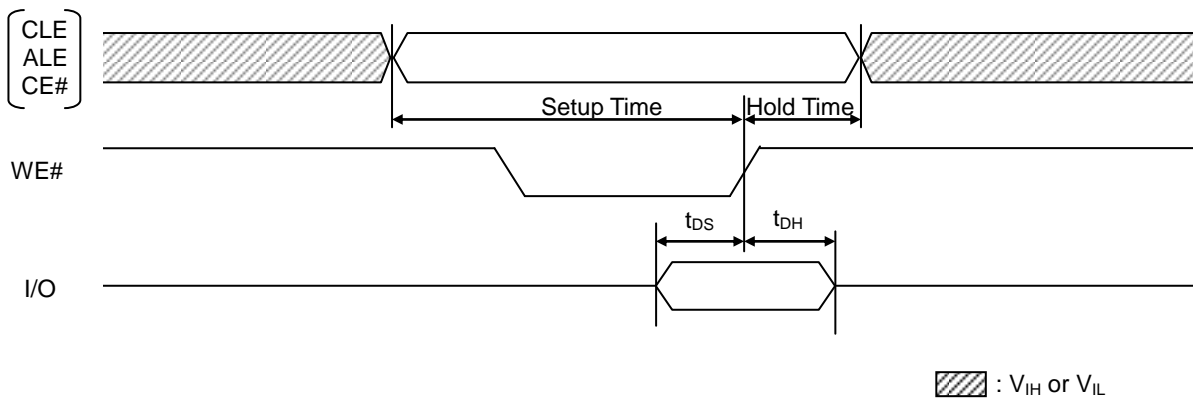 CLE
ALE
CE#
Setup Time
Hold Time
WE#
tDS
tDH
I/O
: VIH or VIL